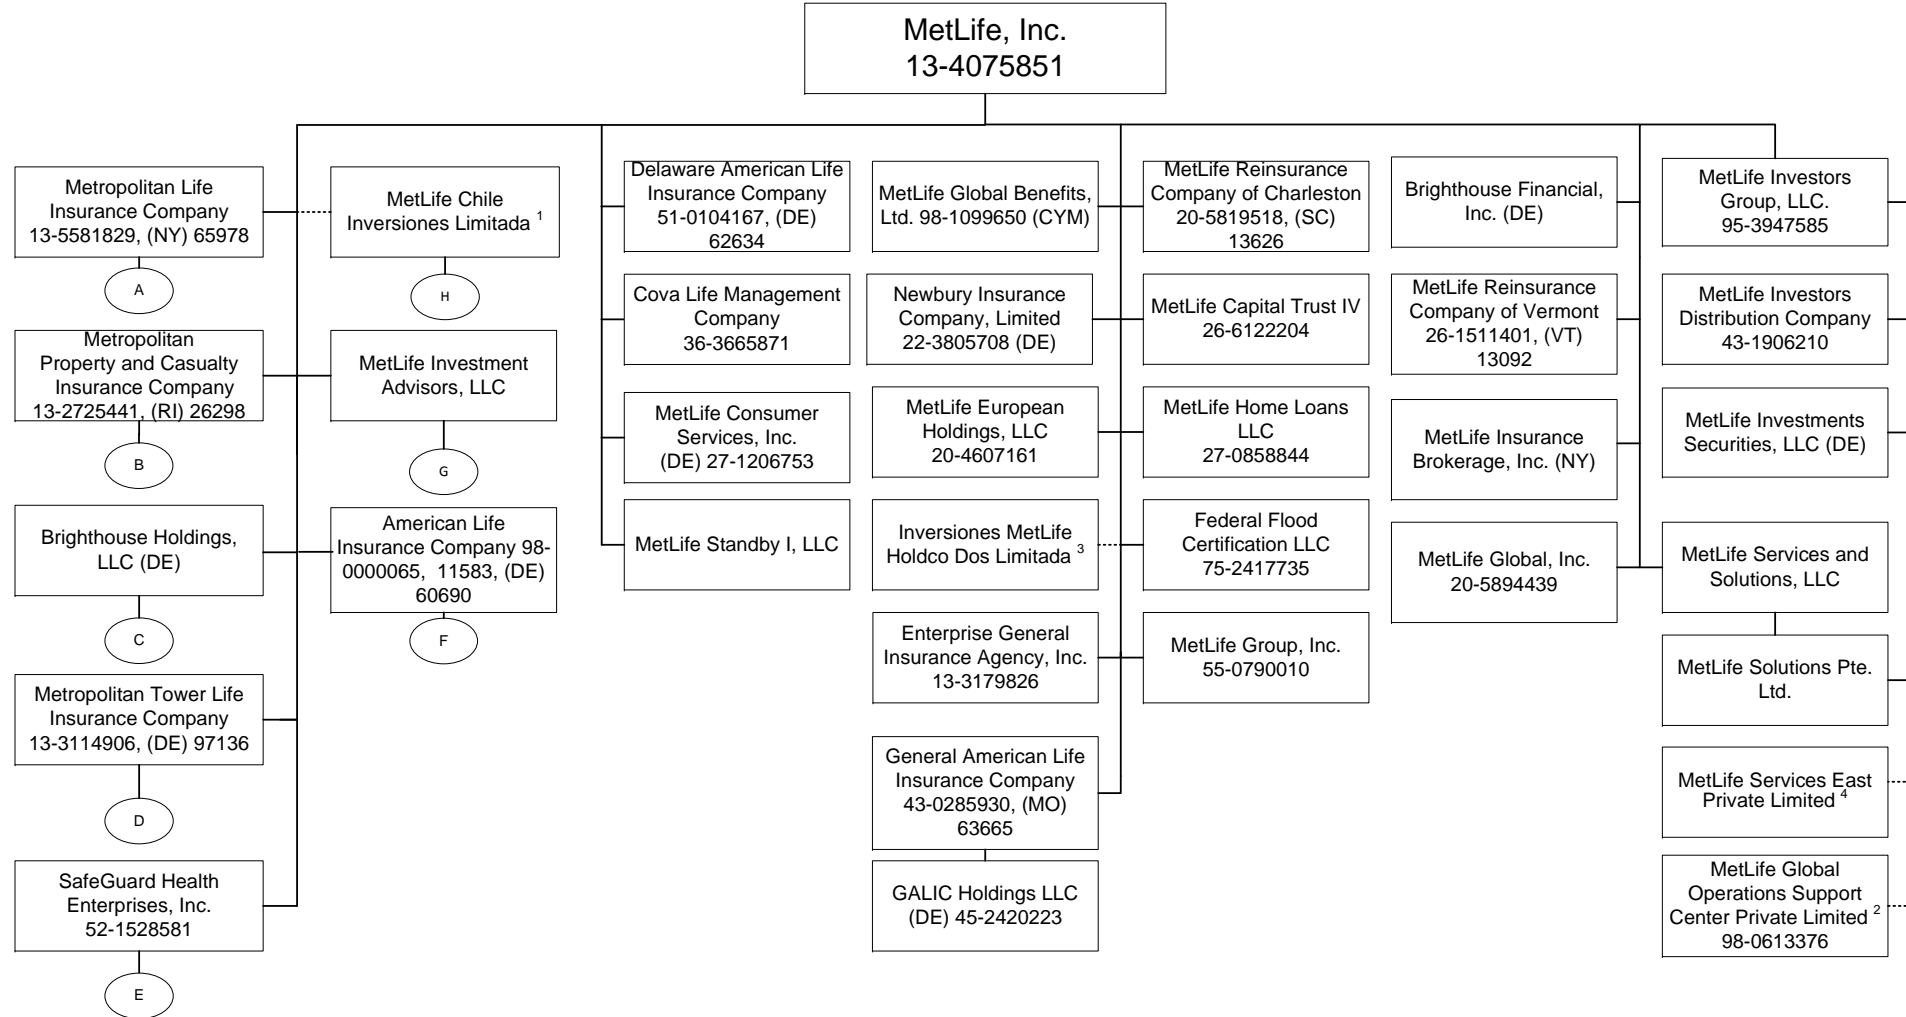 MetLife, Inc.
13-4075851
Metropolitan Life
Insurance Company
13-5581829, (NY) 65978
A
Metropolitan
Property and Casualty
Insurance Company
13-2725441, (RI) 26298
B
Brighthouse Holdings,
LLC (DE)
C
Metropolitan Tower Life
Insurance Company
13-3114906, (DE) 97136
D
SafeGuard Health
Enterprises, Inc.
52-1528581
E
MetLife Chile
Inversiones Limitada 1
H
MetLife Investment
Advisors, LLC
G
American Life
Insurance Company 98-
0000065, 11583, (DE)
60690
F
Delaware American Life
Insurance Company
51-0104167, (DE)
62634
Cova Life Management
Company
36-3665871
MetLife Consumer
Services, Inc.
(DE) 27-1206753
MetLife Standby I, LLC
MetLife Global Benefits,
Ltd. 98-1099650 (CYM)
Newbury Insurance
Company, Limited
22-3805708 (DE)
MetLife European
Holdings, LLC
20-4607161
Inversiones MetLife
Holdco Dos Limitada 3
Enterprise General
Insurance Agency, Inc.
13-3179826
General American Life
Insurance Company
43-0285930, (MO)
63665
GALIC Holdings LLC
(DE) 45-2420223
MetLife Reinsurance
Company of Charleston
20-5819518, (SC)
13626
MetLife Capital Trust IV
26-6122204
MetLife Home Loans
LLC
27-0858844
Federal Flood
Certification LLC
75-2417735
MetLife Group, Inc.
55-0790010
Brighthouse Financial,
Inc. (DE)
MetLife Reinsurance
Company of Vermont
26-1511401, (VT)
13092
MetLife Insurance
Brokerage, Inc. (NY)
MetLife Global, Inc.
20-5894439
MetLife Investors
Group, LLC.
95-3947585
MetLife Investors
Distribution Company
43-1906210
MetLife Investments
Securities, LLC (DE)
MetLife Services and
Solutions, LLC
MetLife Solutions Pte.
Ltd.
MetLife Services East
Private Limited 4
MetLife Global
Operations Support
Center Private Limited 2
98-0613376